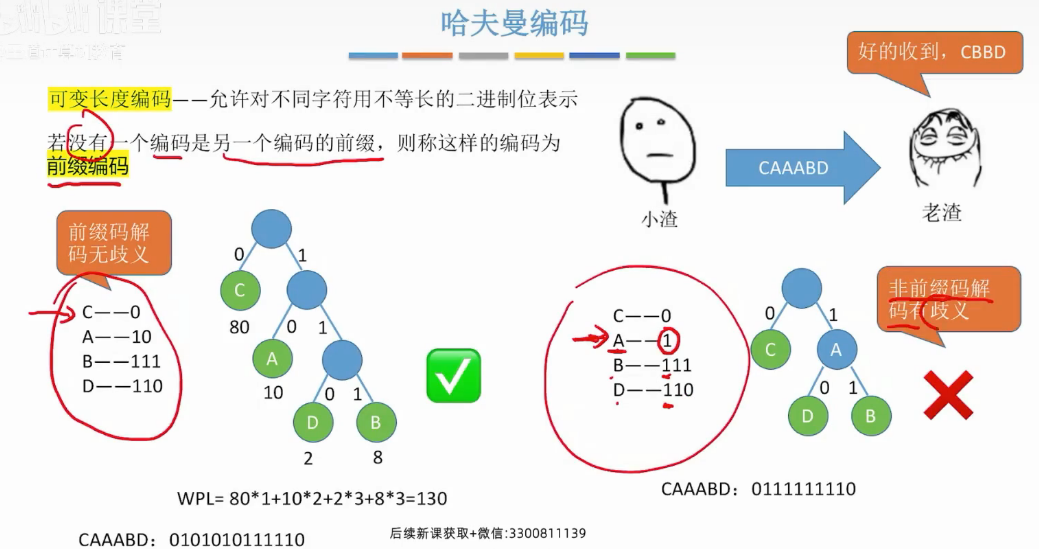 哈夫曼编码
课堂
好的收到，CBBD
可变长度编码——允许对不同字符用不等长的二进制位表示
若没有一个编码是另一个编码的前缀，则称这样的编码为
前缀编码
CAAABD
小渣
老渣
前缀码解
码无歧义
C——0
A——10
B——111
D——110
0
1
C
80
0
1
A
10
0
1
D
B
2
8
WPL= 80*1+10*2+2*3+8*3=130
CAAABD：0101010111110
C——0
A——1
B——111
D——110
0
1
C
A
0
1
D
B
非前缀码解
码有歧义
CAAABD：0111111110
后续新课获取+微信:3300811139